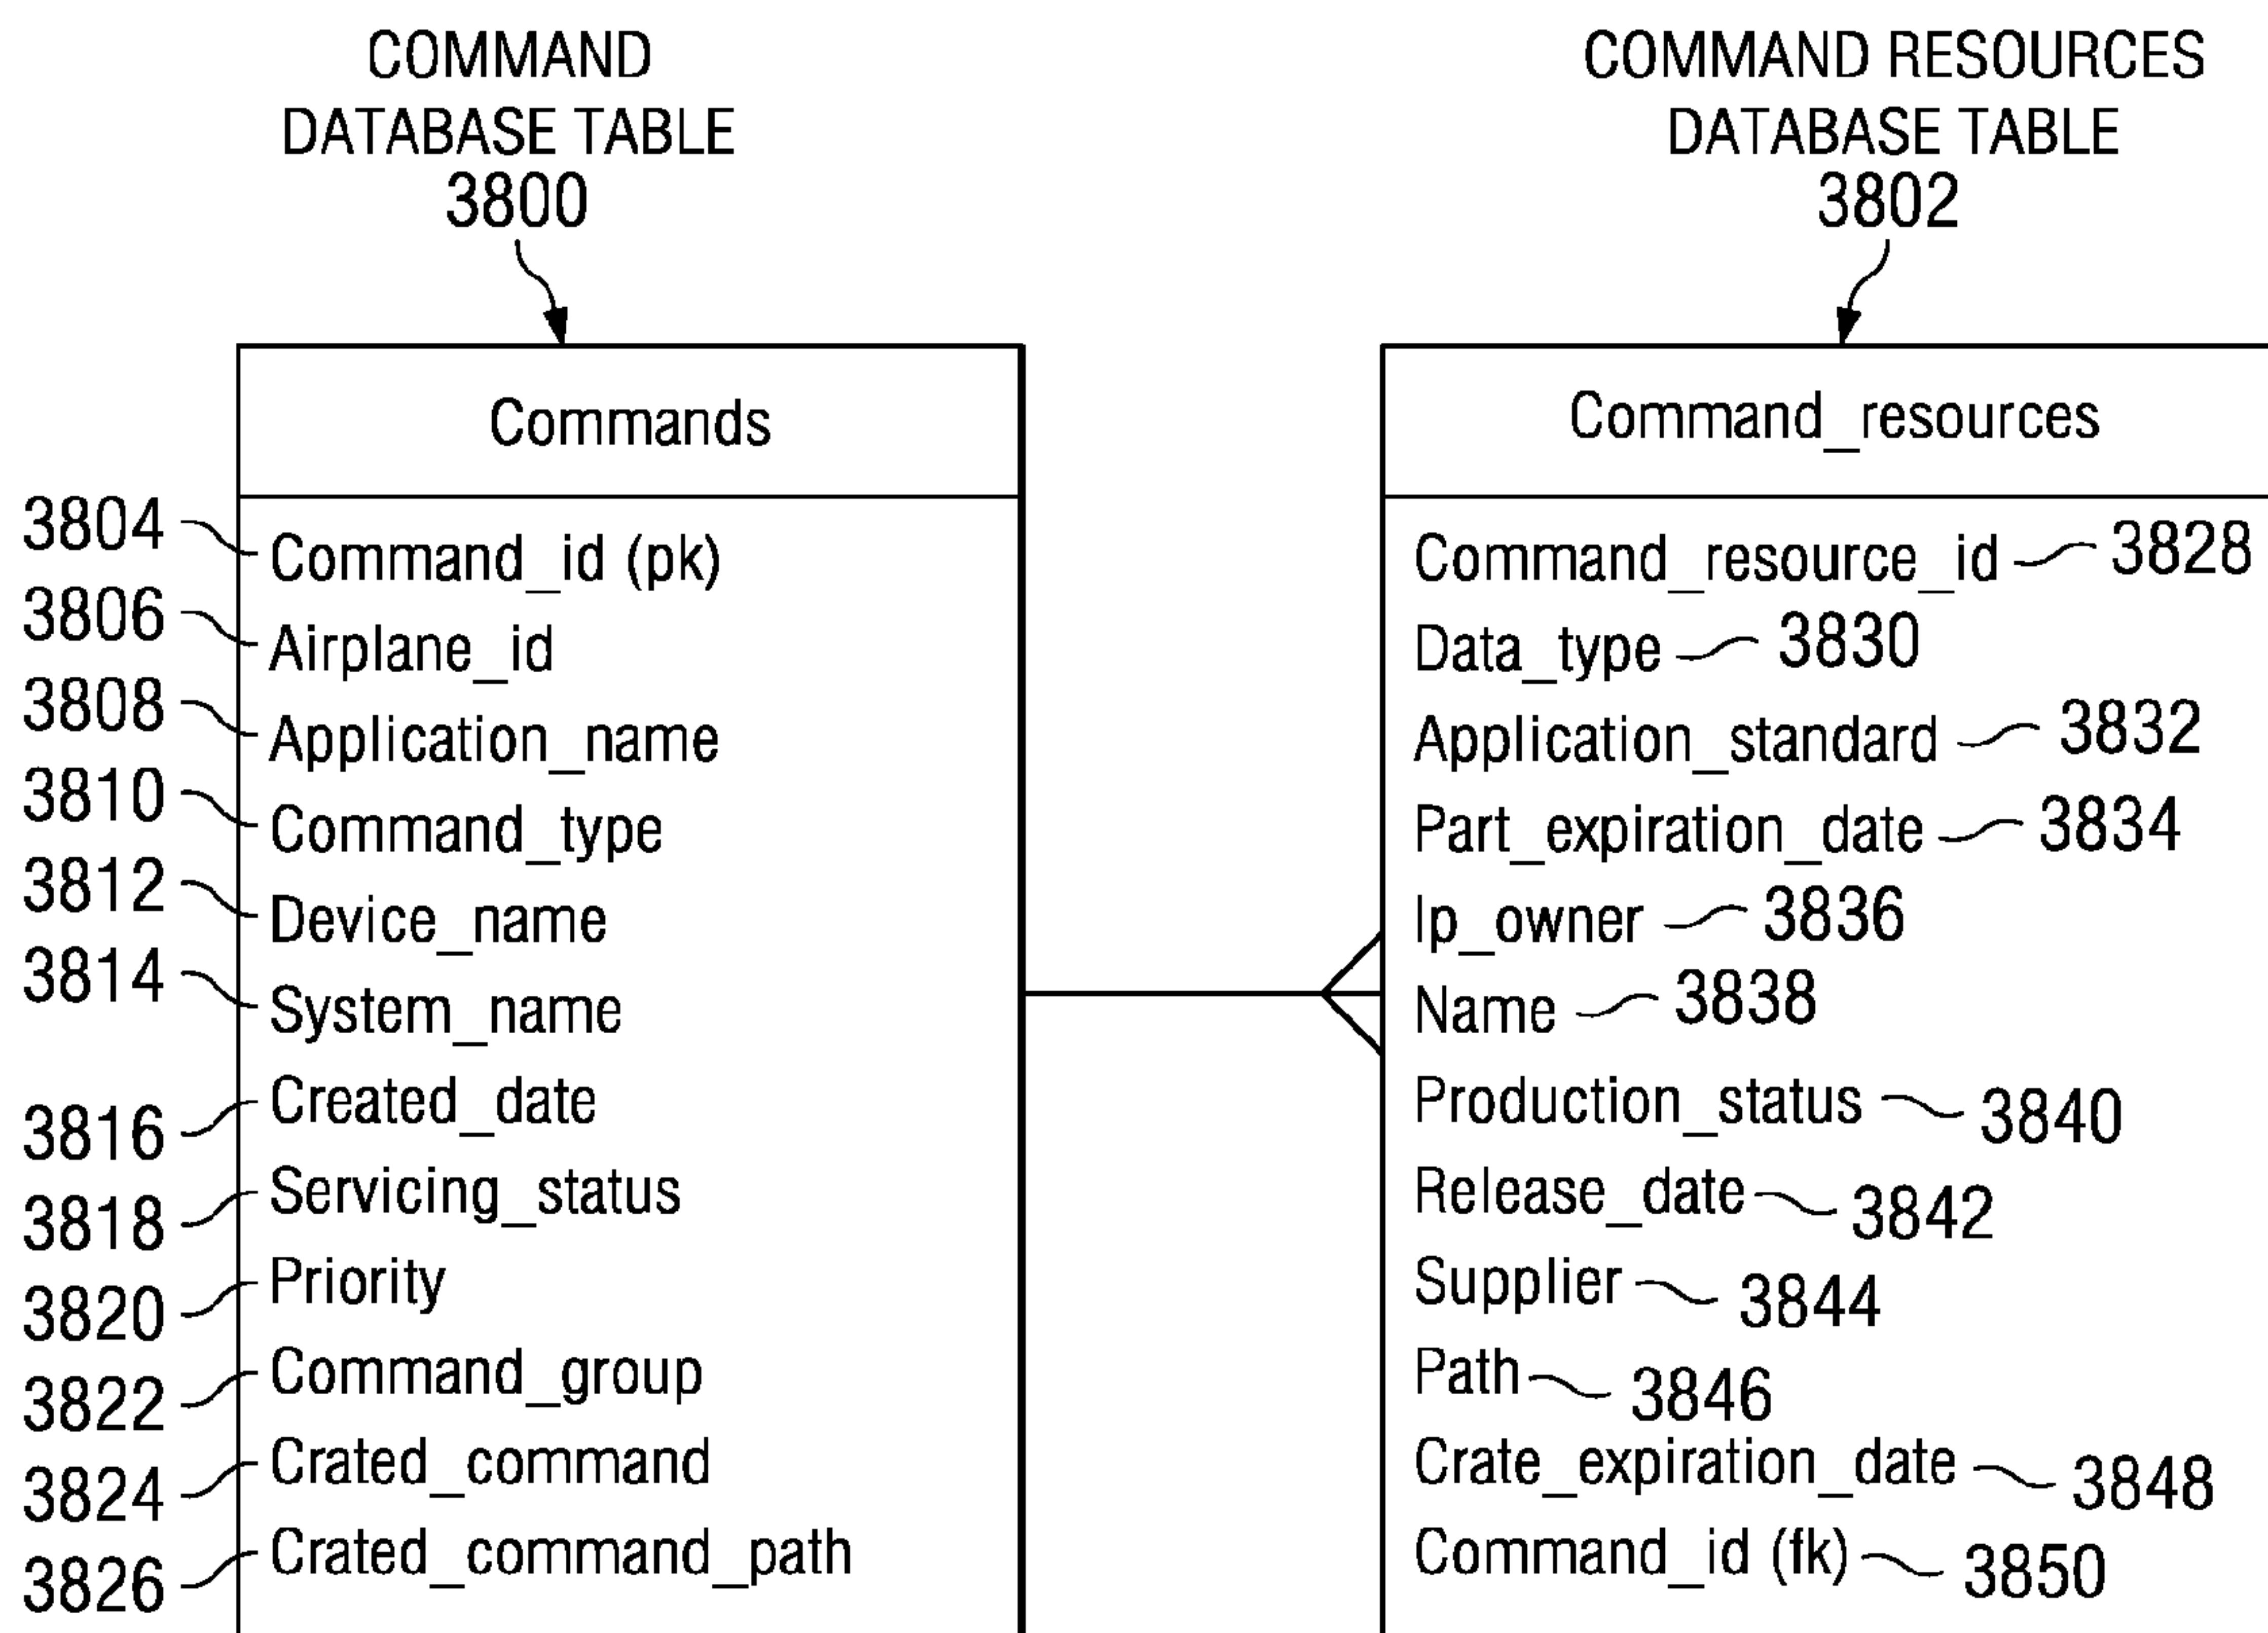 COMMAND
DATABASE TABLE
3800
Commands
3804 Command_id (pk)
3806 Airplane_id
3808 Application_name
3810 Command_type
3812 Device_name
3814 System_name
3816 Created_date
3818 Servicing_status
3820 Priority
3822 Command_group
3824 Crated_command
3826 Crated_command_path
COMMAND RESOURCES
DATABASE TABLE
3802
Command_resources
Command_resource_id 3828
Data_type 3830
Application_standard 3832
Part_expiration_date 3834
Ip_owner 3836
Name 3838
Production_status 3840
Release_date 3842
Supplier 3844
Path 3846
Crate_expiration_date 3848
Command_id (fk) 3850